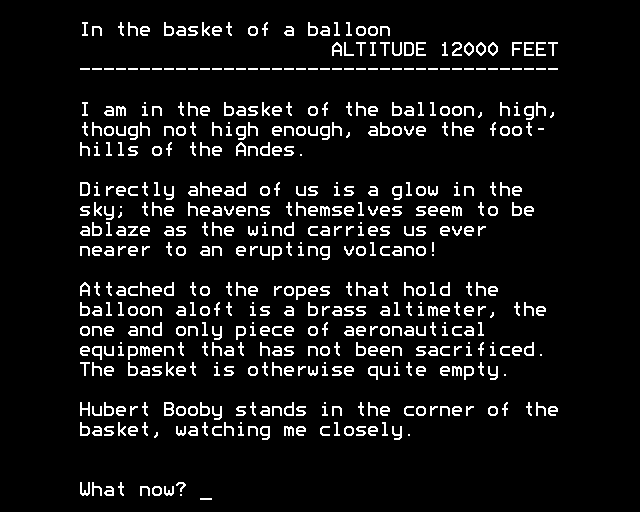 In the basket of a balloon
ALTITUDE 12000 FEET
----------------------------------------
I am in the basket of the balloon, high,
though not high enough, above the foot-
hills of the Andes.
Directly ahead of us is a glow in the
sky; the heavens themselves seem to be
ablaze as the wind carries us ever
nearer to an erupting volcano!
Attached to the ropes that hold the
balloon aloft is a brass altimeter, the
one and only piece of aeronautical
equipment that has not been sacrificed.
The basket is otherwise quite empty.
Hubert Booby stands in the corner of the
basket, watching me closely.
What now? _